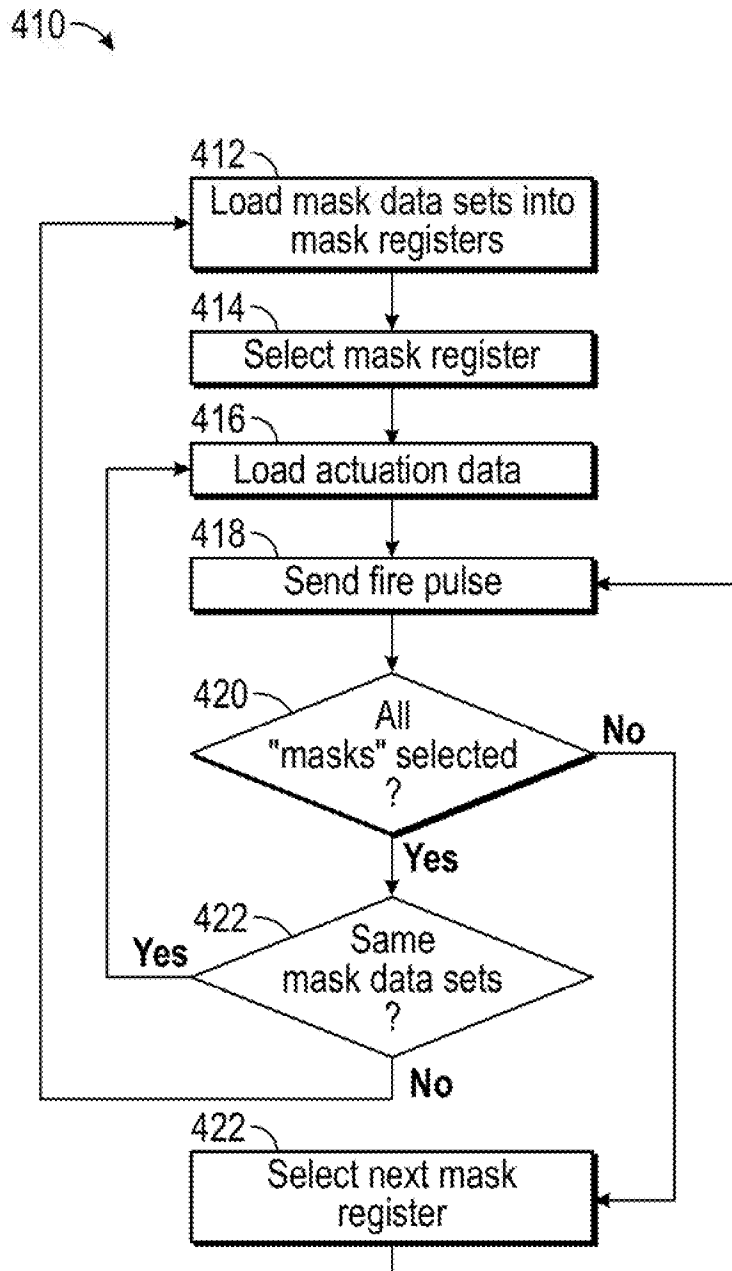 410
412
Load mask data sets into
mask registers
414
Select mask register
416
Load actuation data
418
Send fire pulse
420
All
"masks" selected
?
No
Yes
422
Same
mask data sets
?
Yes
No
422
Select next mask
register